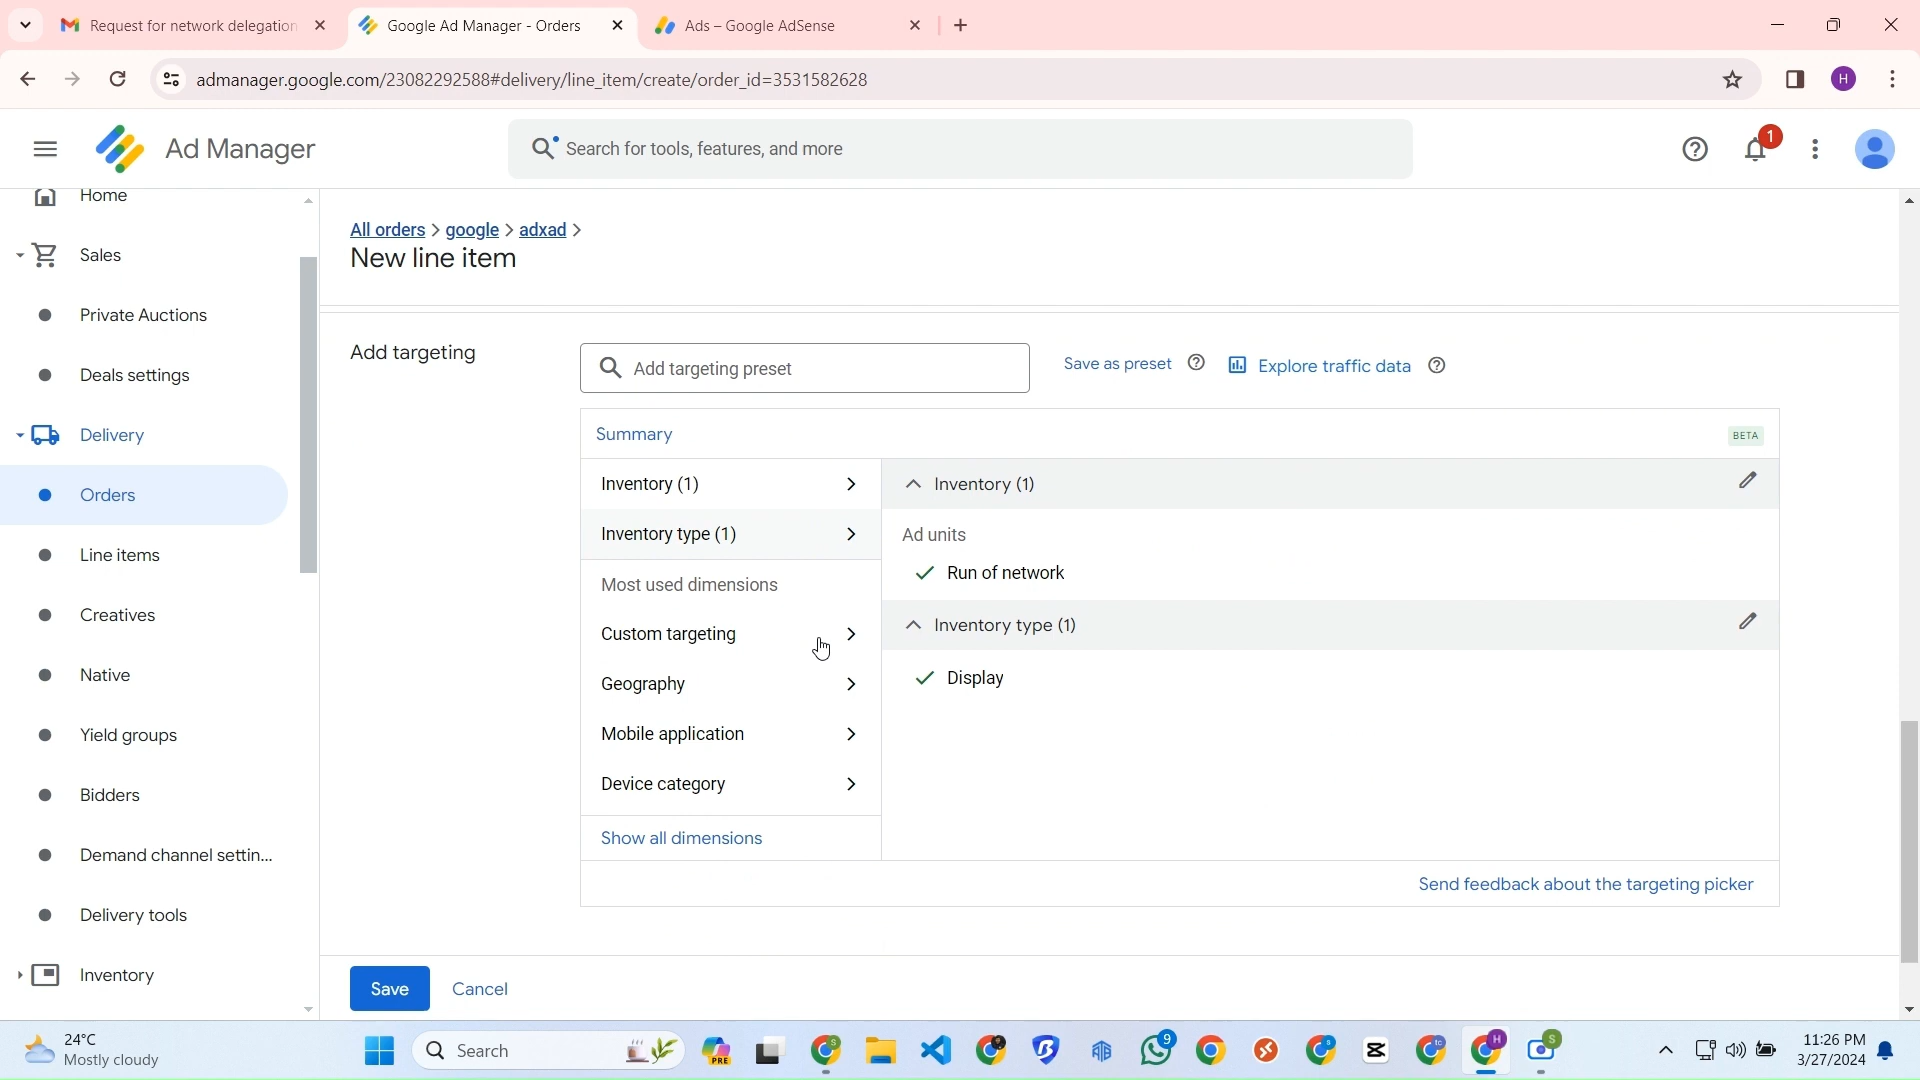 Request for network delegation
Google Ad Manager - Orders
Ads – Google AdSense
admanager.google.com/23082292588#delivery/line_item/create/order_id=3531582628
H
Ad Manager
Search for tools, features, and more
1
Home
Sales
Private Auctions
Deals settings
Delivery
Orders
Line items
Creatives
Native
Yield groups
Bidders
Demand channel settin...
Delivery tools
Inventory
All orders > google > adxad >
New line item
Add targeting
Add targeting preset
Save as preset
Explore traffic data
Summary
BETA
Inventory (1)
Inventory type (1)
Most used dimensions
Custom targeting
Geography
Mobile application
Device category
Show all dimensions
Inventory (1)
Ad units
Run of network
Inventory type (1)
Display
Send feedback about the targeting picker
Save
Cancel
24°C
Mostly cloudy
Search
PRE
9
11:26 PM
3/27/2024